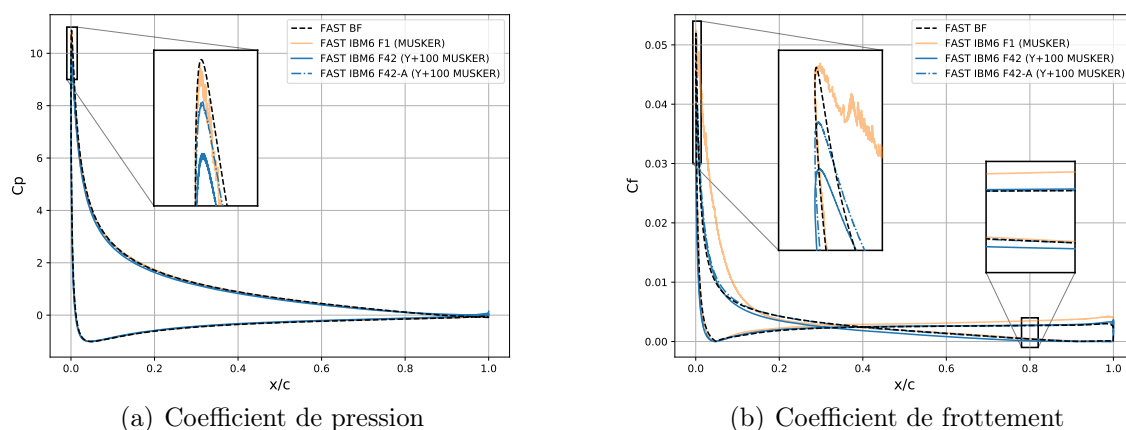 FAST BF
FAST IBM6 F1 (MUSKER)
FAST IBM6 F42 (Y+100 MUSKER)
FAST IBM6 F42-A (Y+100 MUSKER)
10
8
6
4
2
0
Cp
0.0 0.2 0.4 0.6 0.8 1.0
x/c
(a) Coefficient de pression
FAST BF
FAST IBM6 F1 (MUSKER)
FAST IBM6 F42 (Y+100 MUSKER)
FAST IBM6 F42-A (Y+100 MUSKER)
0.05
0.04
0.03
0.02
0.01
0.00
Cf
0.0 0.2 0.4 0.6 0.8 1.0
x/c
(b) Coefficient de frottement